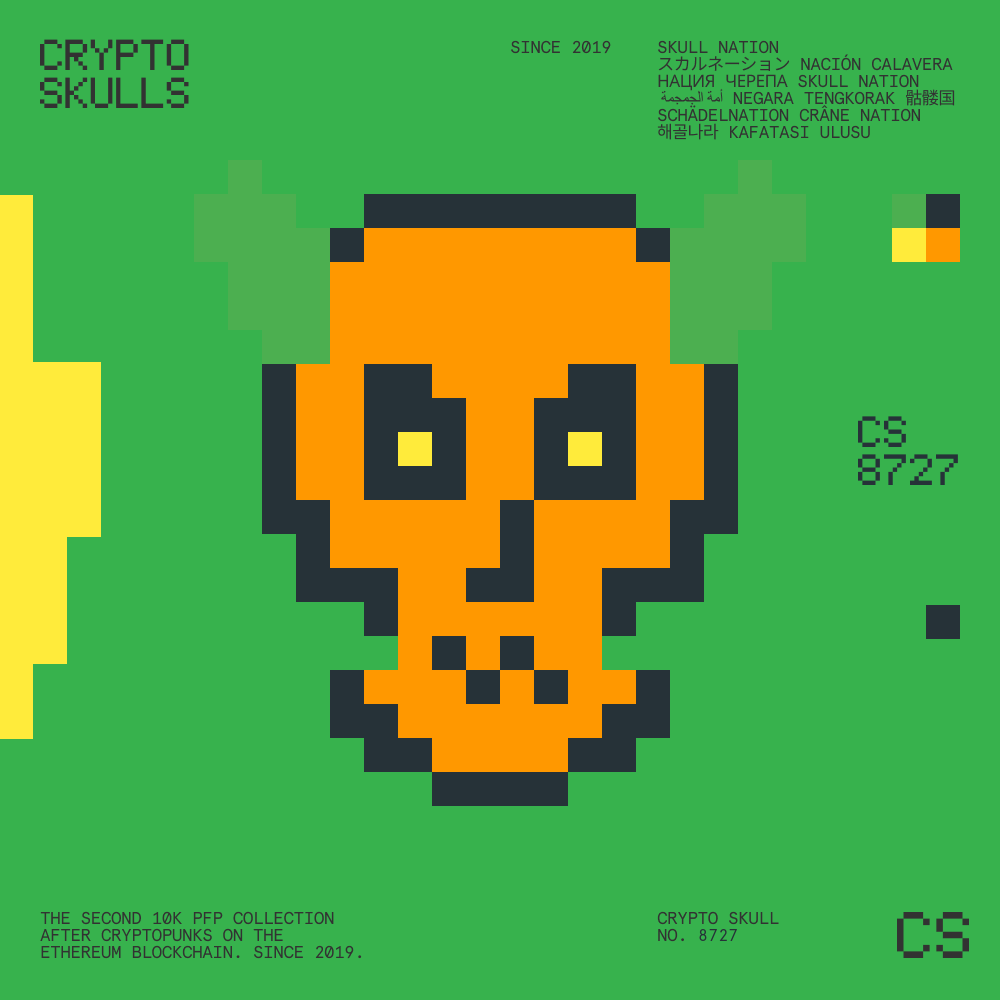 CRYPTO
SKULLS
SINCE 2019
SKULL NATION
スカルネーション NACIÓN CALAVERA
НАЦИЯ ЧЕРЕПА SKULL NATION
أمة الجمجمة NEGARA TENGKORAK 骷髅国
SCHÄDELNATION CRÂNE NATION
해골나라 KAFATASI ULUSU
CS
8727
THE SECOND 10K PFP COLLECTION
AFTER CRYPTOPUNKS ON THE
ETHEREUM BLOCKCHAIN. SINCE 2019.
CRYPTO SKULL
NO. 8727
CS